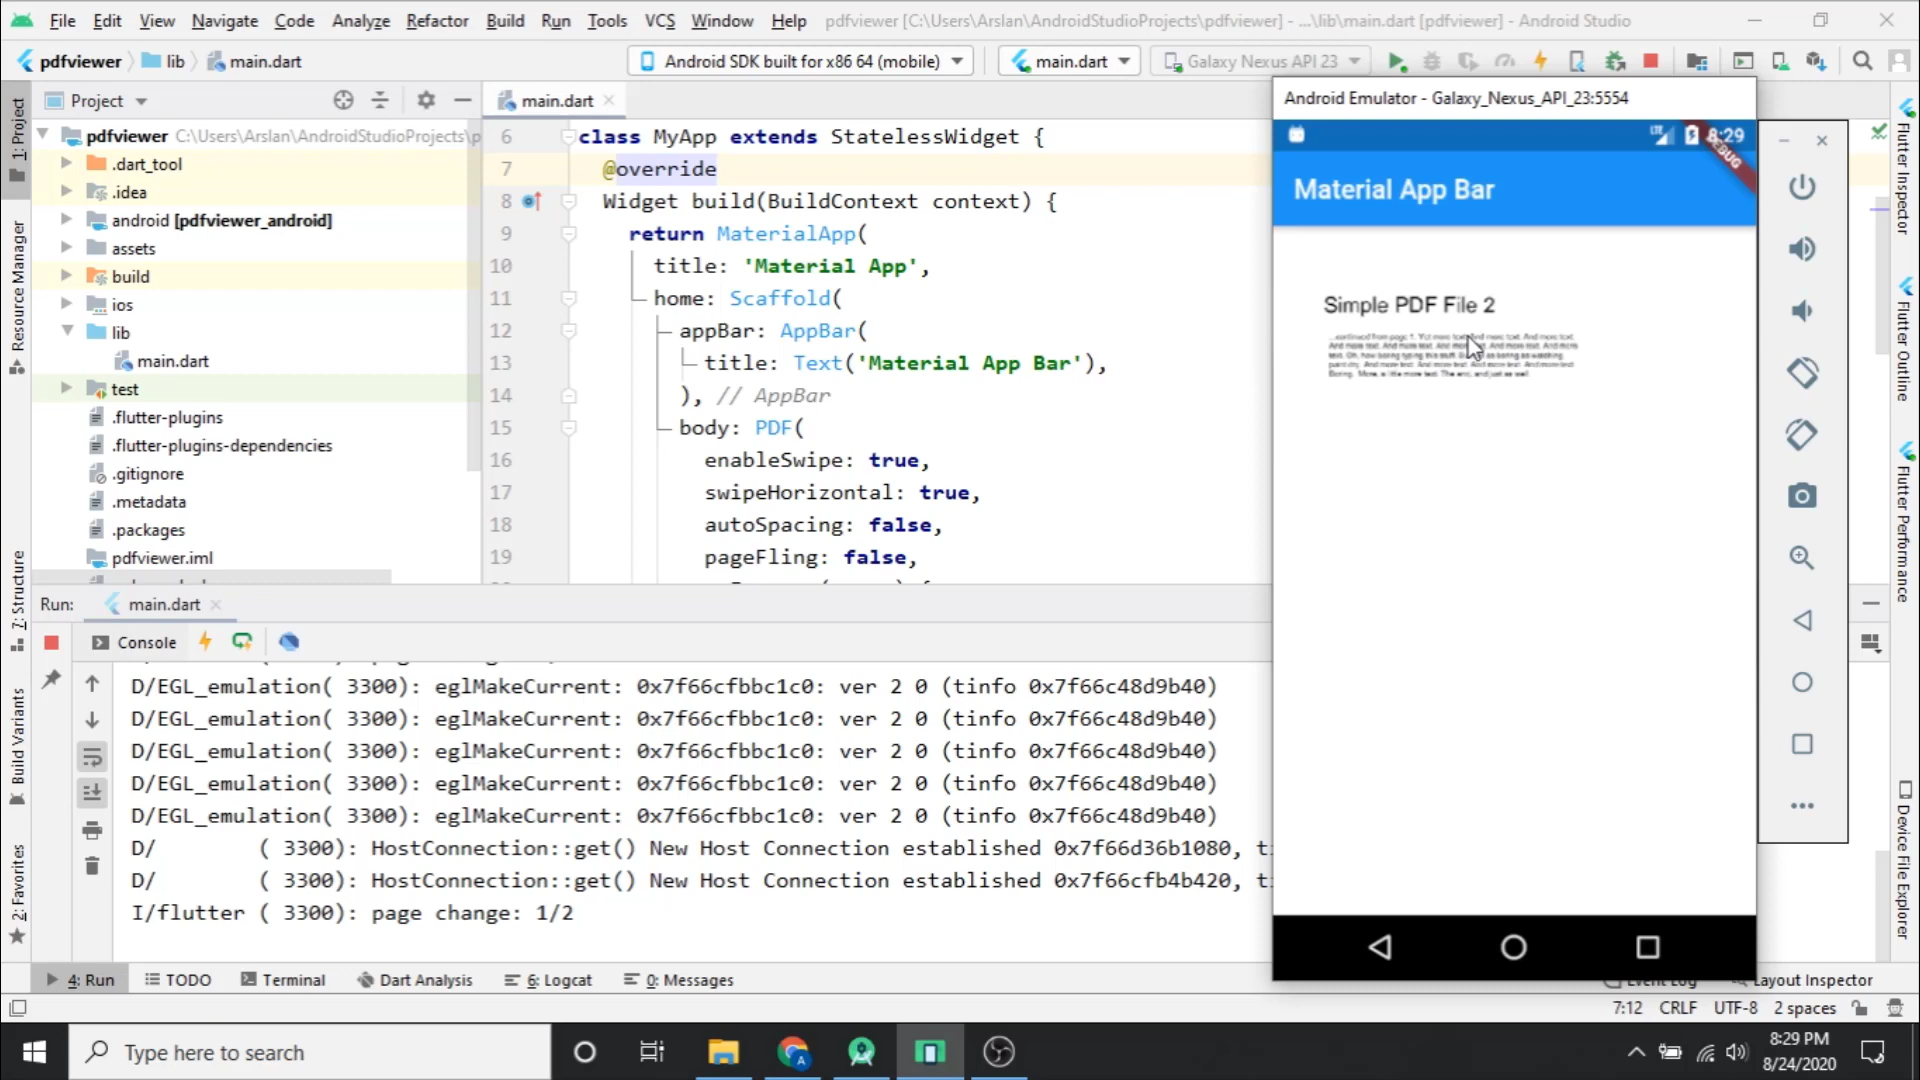 File Edit View Navigate Code Analyze Refactor Build Run Tools VCS Window Help pdfviewer [C:\Users\Arslan\AndroidStudioProjects\pdfviewer] - ...\lib\main.dart [pdfviewer] - Android Studio
pdfviewer lib main.dart Android SDK built for x86 64 (mobile) main.dart Galaxy Nexus API 23
Project main.dart
Android Emulator - Galaxy_Nexus_API_23:5554
pdfviewer C:\Users\Arslan\AndroidStudioProjects\p
.dart_tool
.idea
android [pdfviewer_android]
assets
build
ios
lib
main.dart
test
.flutter-plugins
.flutter-plugins-dependencies
.gitignore
.metadata
.packages
pdfviewer.iml
6 class MyApp extends StatelessWidget {
7 @override
8 Widget build(BuildContext context) {
9 return MaterialApp(
10 title: 'Material App',
11 home: Scaffold(
12 appBar: AppBar(
13 title: Text('Material App Bar'),
14 ), // AppBar
15 body: PDF(
16 enableSwipe: true,
17 swipeHorizontal: true,
18 autoSpacing: false,
19 pageFling: false,
LTE 8:29
DEBUG
Material App Bar
Simple PDF File 2
1: Project
Resource Manager
7: Structure
Build Variants
2: Favorites
Flutter Inspector
Flutter Outline
Flutter Performance
Device File Explorer
Run: main.dart
Console
D/EGL_emulation( 3300): eglMakeCurrent: 0x7f66cfbbc1c0: ver 2 0 (tinfo 0x7f66c48d9b40)
D/EGL_emulation( 3300): eglMakeCurrent: 0x7f66cfbbc1c0: ver 2 0 (tinfo 0x7f66c48d9b40)
D/EGL_emulation( 3300): eglMakeCurrent: 0x7f66cfbbc1c0: ver 2 0 (tinfo 0x7f66c48d9b40)
D/EGL_emulation( 3300): eglMakeCurrent: 0x7f66cfbbc1c0: ver 2 0 (tinfo 0x7f66c48d9b40)
D/EGL_emulation( 3300): eglMakeCurrent: 0x7f66cfbbc1c0: ver 2 0 (tinfo 0x7f66c48d9b40)
D/ ( 3300): HostConnection::get() New Host Connection established 0x7f66d36b1080, t
D/ ( 3300): HostConnection::get() New Host Connection established 0x7f66cfb4b420, t
I/flutter ( 3300): page change: 1/2
4: Run TODO Terminal Dart Analysis 6: Logcat 0: Messages Event Log Layout Inspector
7:12 CRLF UTF-8 2 spaces
Type here to search
8:29 PM
8/24/2020